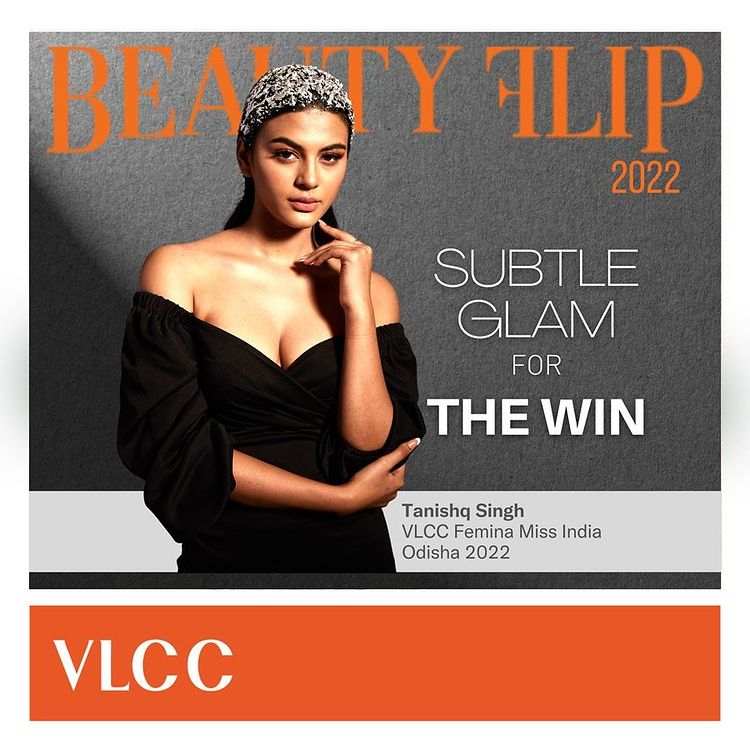 BEAUTY FLIP
2022
SUBTLE
GLAM
FOR
THE WIN
Tanishq Singh
VLCC Femina Miss India
Odisha 2022
VLCC